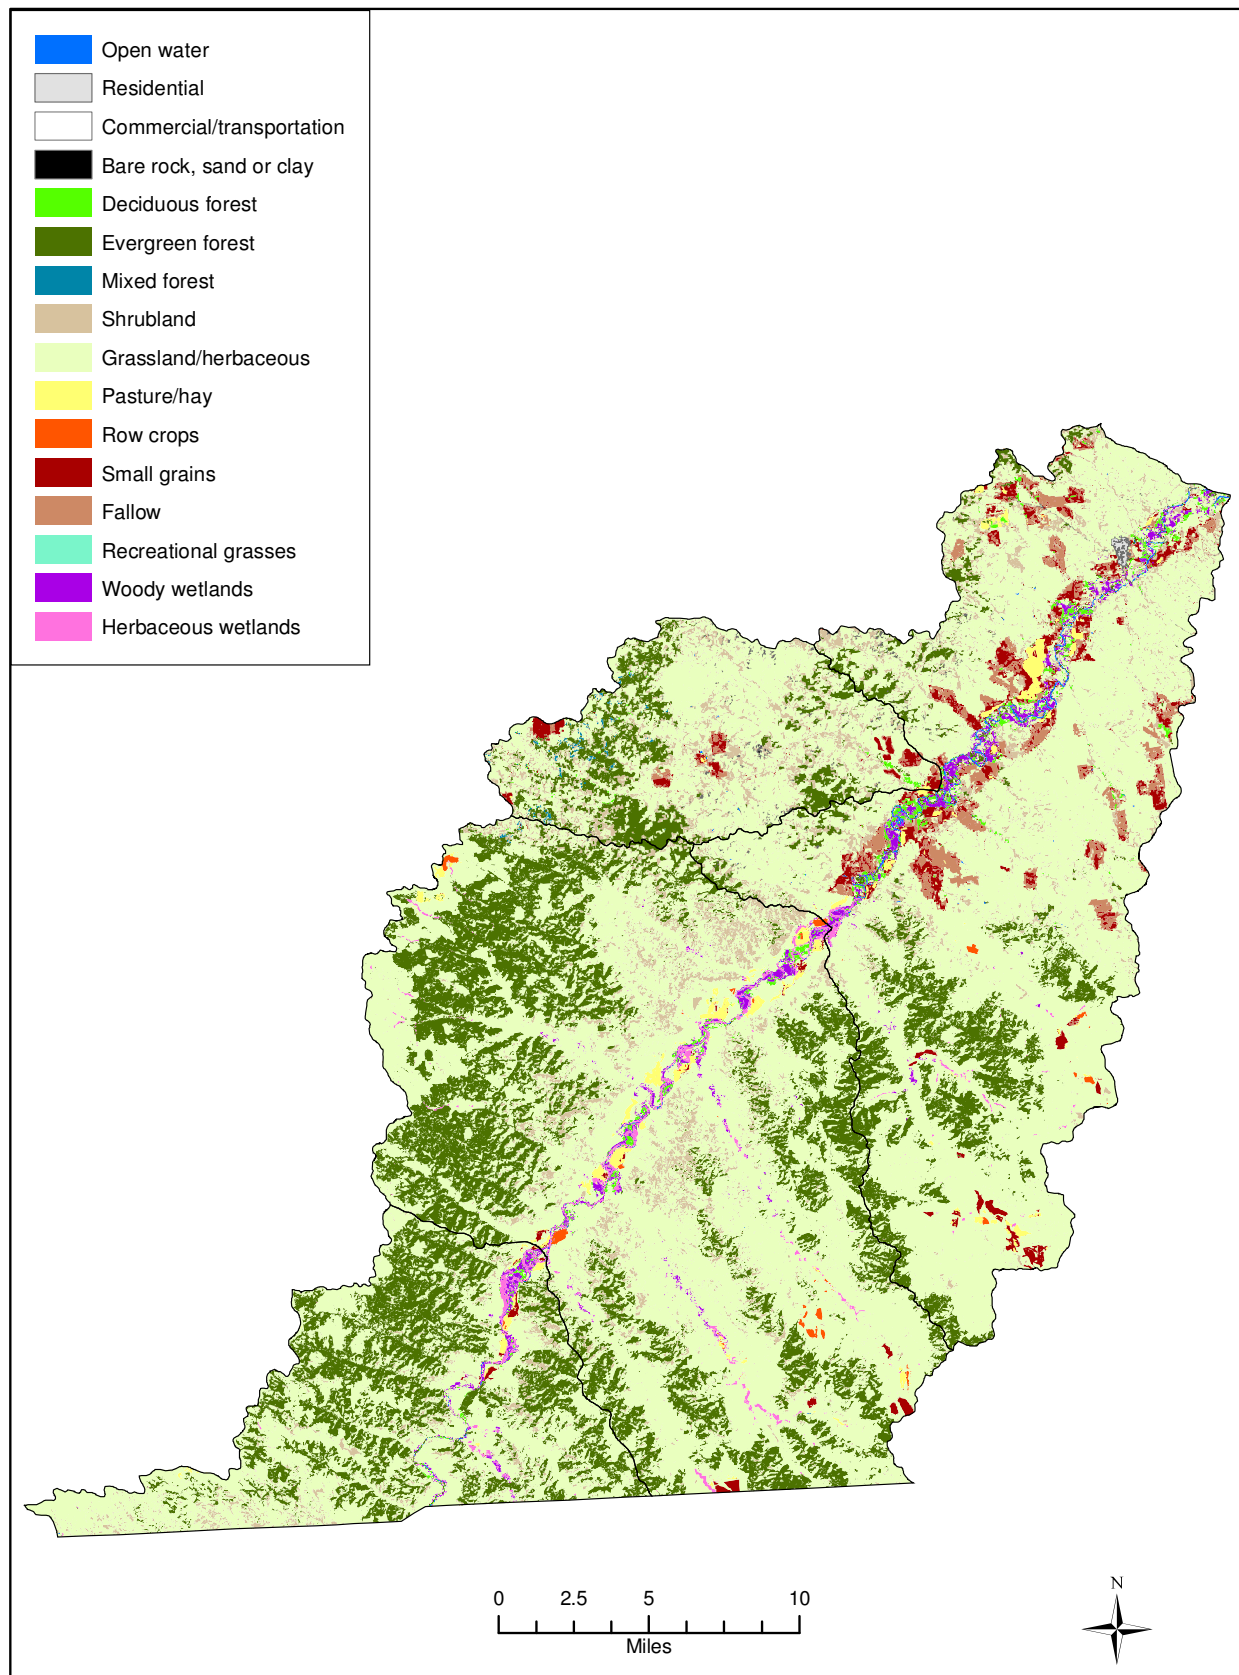 Open water
Residential
Commercial/transportation
Bare rock, sand or clay
Deciduous forest
Evergreen forest
Mixed forest
Shrubland
Grassland/herbaceous
Pasture/hay
Row crops
Small grains
Fallow
Recreational grasses
Woody wetlands
Herbaceous wetlands
0 2.5 5 10
Miles
N